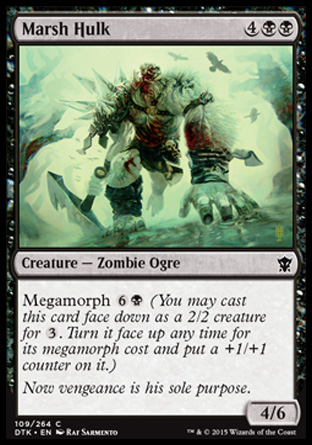 Marsh Hulk 4
Creature — Zombie Ogre
Megamorph 6 (You may cast
this card face down as a 2/2 creature
for 3. Turn it face up any time for
its megamorph cost and put a +1/+1
counter on it.)
Now vengeance is his sole purpose.
109/264 C
DTK • EN Raf Sarmento
™ & © 2015 Wizards of the Coast
4/6